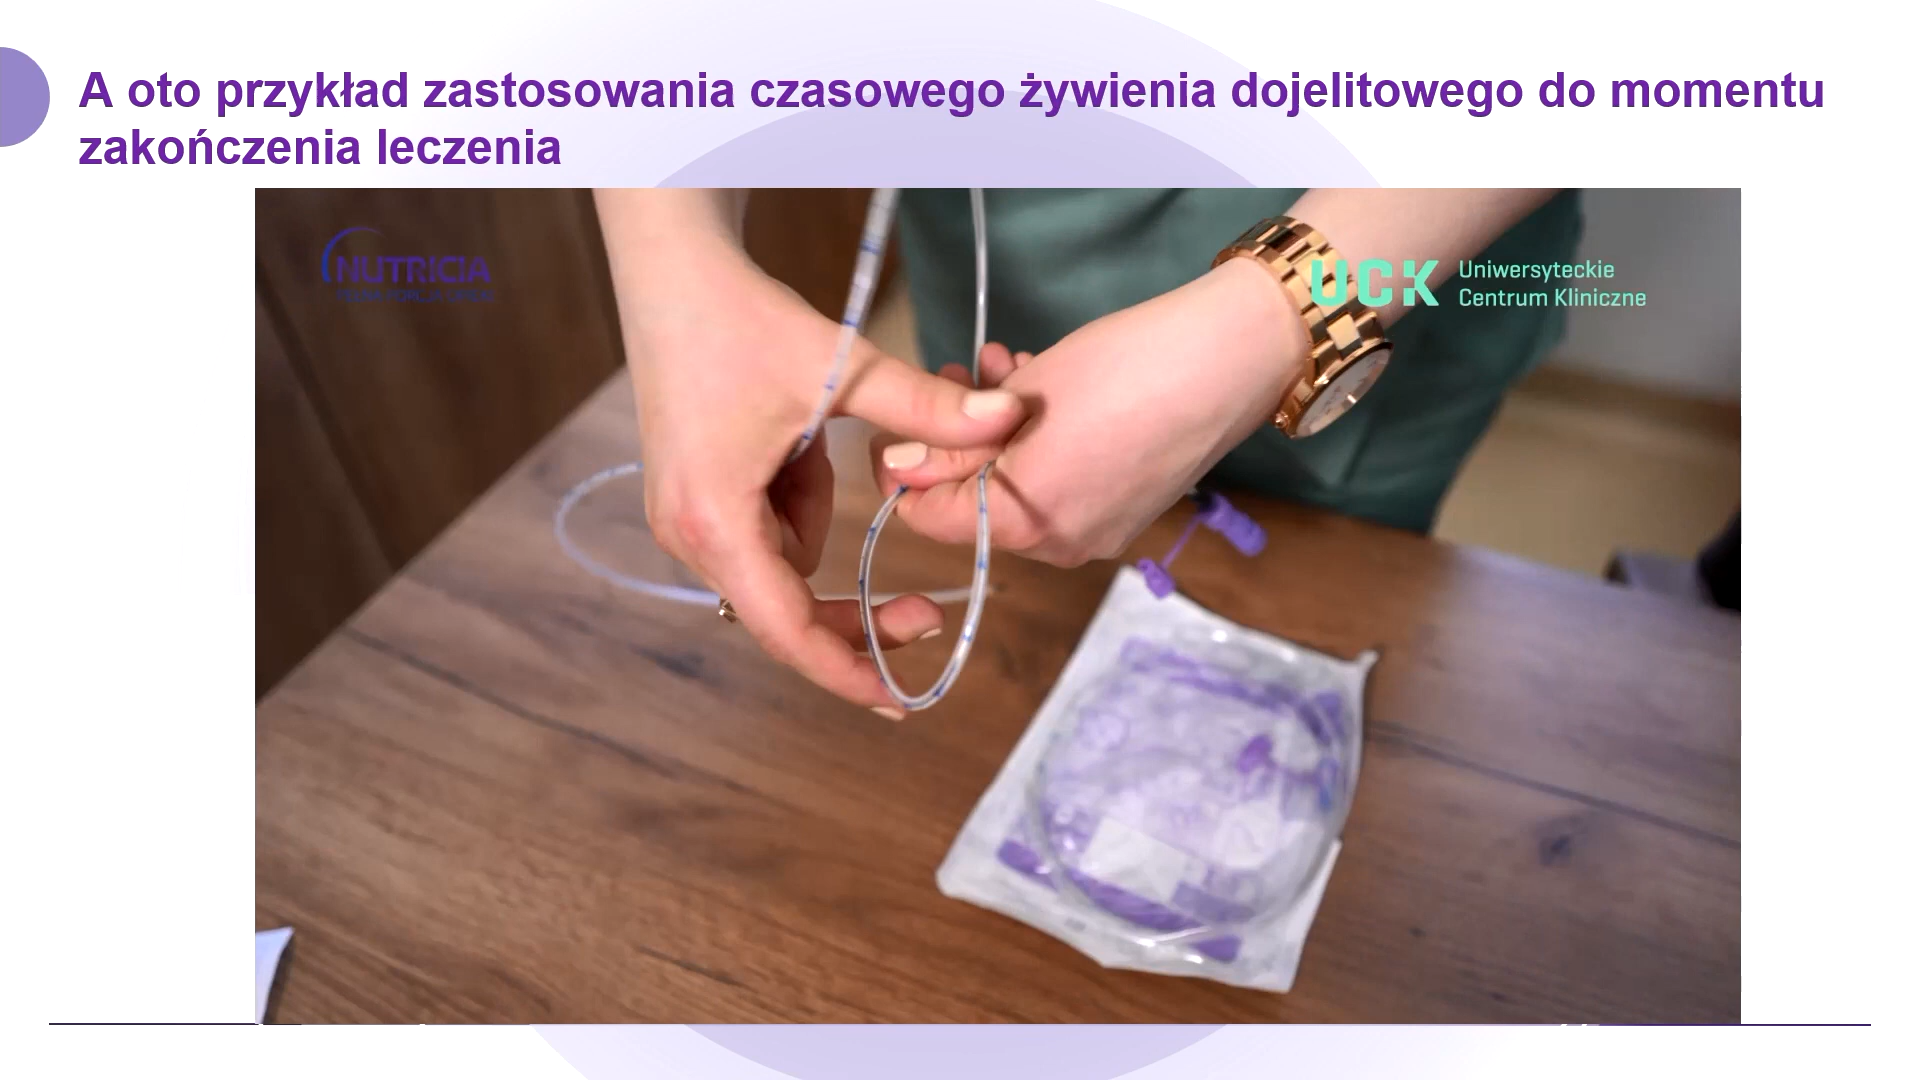 A oto przykład zastosowania czasowego żywienia dojelitowego do momentu
zakończenia leczenia
NUTRICIA
UCK Uniwersyteckie
Centrum Kliniczne